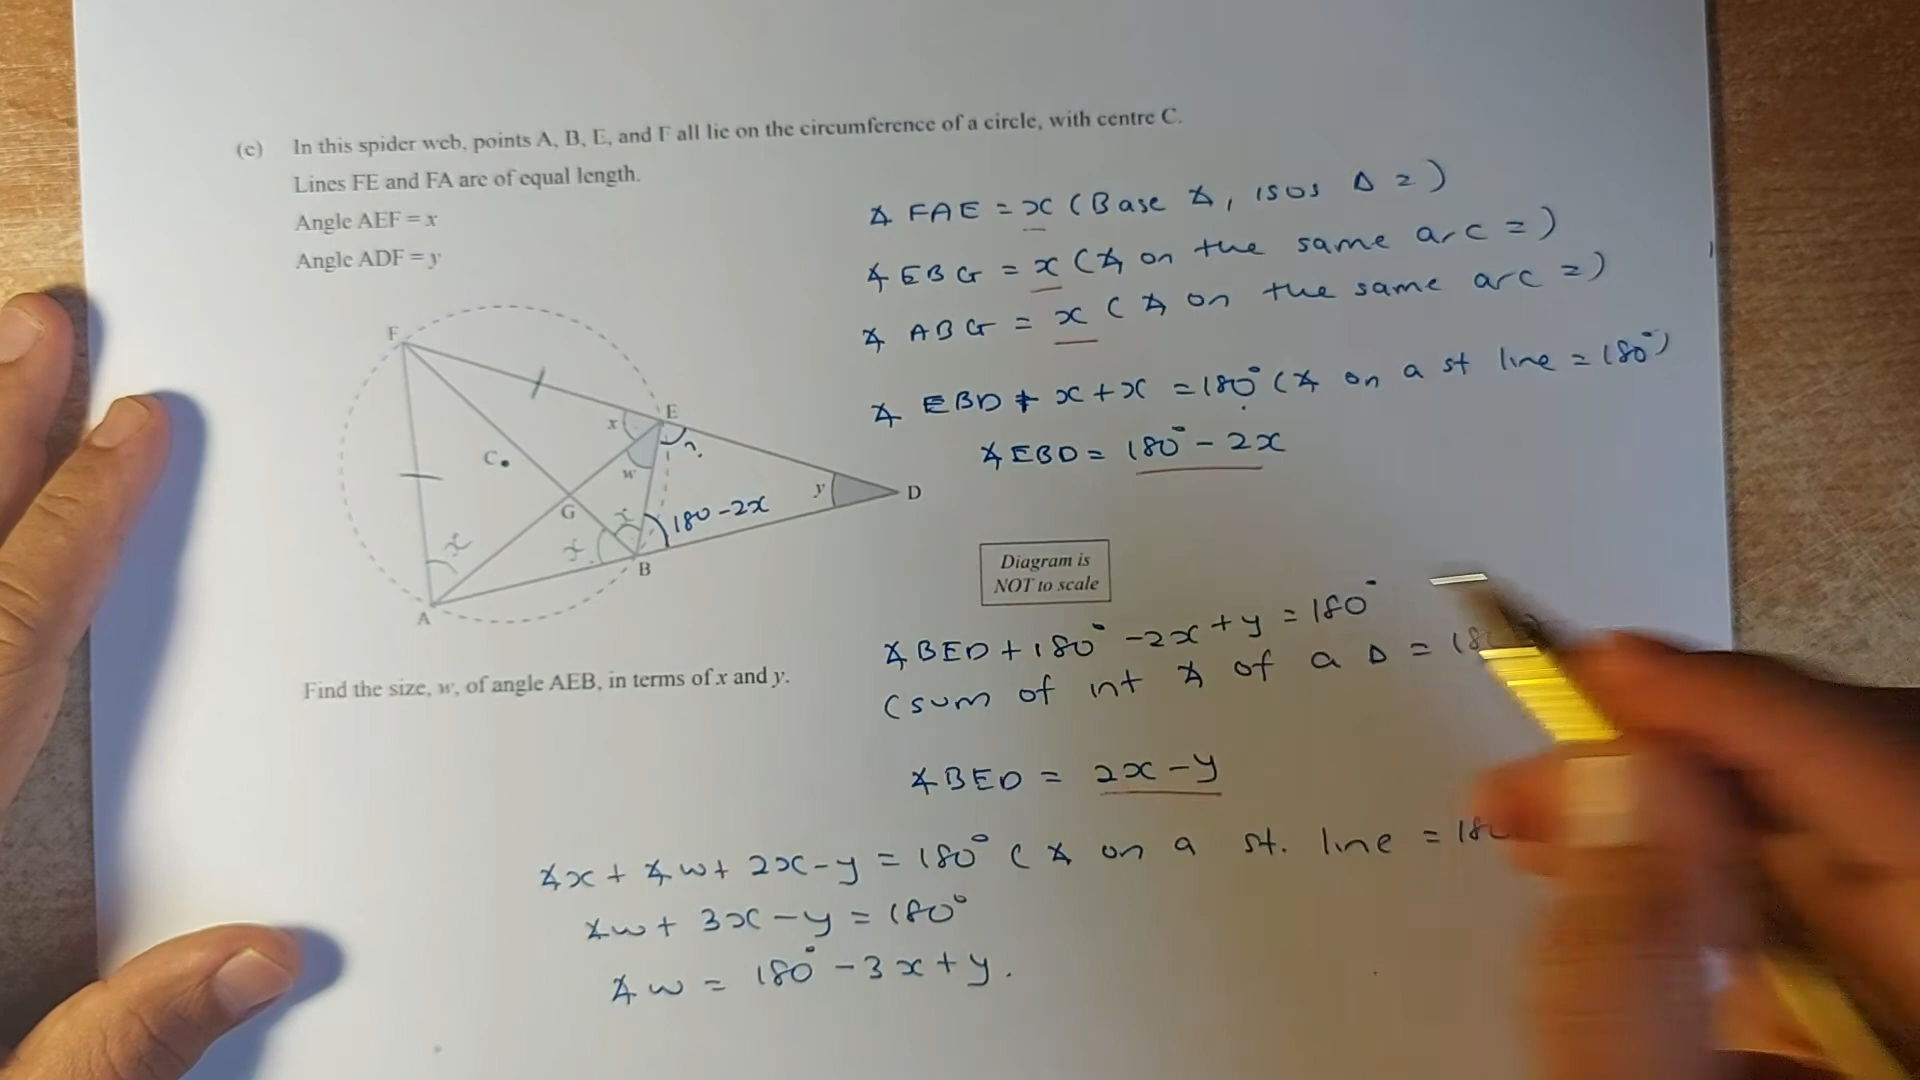 (c) In this spider web, points A, B, E, and F all lie on the circumference of a circle, with centre C.
Lines FE and FA are of equal length.
Angle AEF = x
Angle ADF = y
∡ FAE = x (Base ∡, isos Δ =)
∡ EBG = x (∡ on the same arc =)
∡ ABG = x (∡ on the same arc =)
∡ EBD + x + x = 180° (∡ on a st line = 180°)
∡ EBD = 180° - 2x
F
E
x
?
C
w
y
D
G
x
180 - 2x
x
x
B
A
Diagram is
NOT to scale
∡ BED + 180° - 2x + y = 180°
(sum of int ∡ of a Δ = 18
∡ BED = 2x - y
Find the size, w, of angle AEB, in terms of x and y.
∡x + ∡w + 2x - y = 180° (∡ on a st. line = 18
∡w + 3x - y = 180°
∡w = 180° - 3x + y.